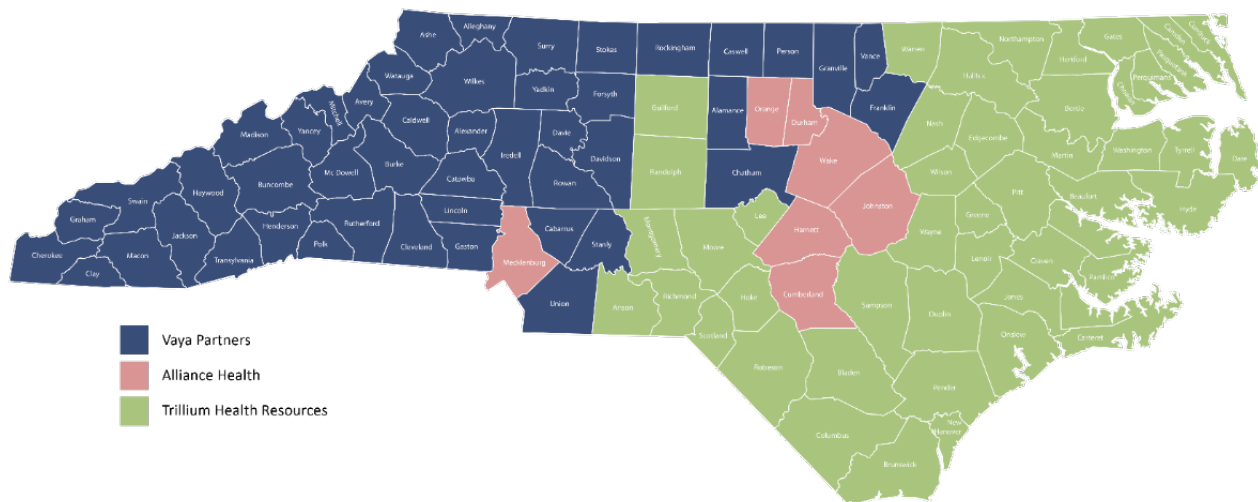 Alleghany
Ashe
Surry
Stokes
Rockingham
Caswell
Person
Granville
Vance
Warren
Northampton
Gates
Camden
Currituck
Pasquotank
Perquimans
Chowan
Hertford
Halifax
Watauga
Wilkes
Yadkin
Forsyth
Guilford
Alamance
Orange
Durham
Franklin
Bertie
Mitchell
Avery
Caldwell
Alexander
Davie
Nash
Edgecombe
Madison
Yancey
Iredell
Davidson
Randolph
Chatham
Wake
Wilson
Martin
Washington
Tyrrell
Dare
Burke
Mc Dowell
Catawba
Rowan
Haywood
Buncombe
Swain
Graham
Jackson
Henderson
Rutherford
Lincoln
Cabarrus
Stanly
Montgomery
Moore
Lee
Johnston
Harnett
Pitt
Beaufort
Hyde
Greene
Wayne
Cherokee
Clay
Macon
Transylvania
Polk
Cleveland
Gaston
Mecklenburg
Union
Anson
Richmond
Hoke
Cumberland
Sampson
Lenoir
Craven
Pamlico
Jones
Duplin
Onslow
Carteret
Scotland
Robeson
Bladen
Pender
Columbus
New
Hanover
Brunswick
Vaya Partners
Alliance Health
Trillium Health Resources